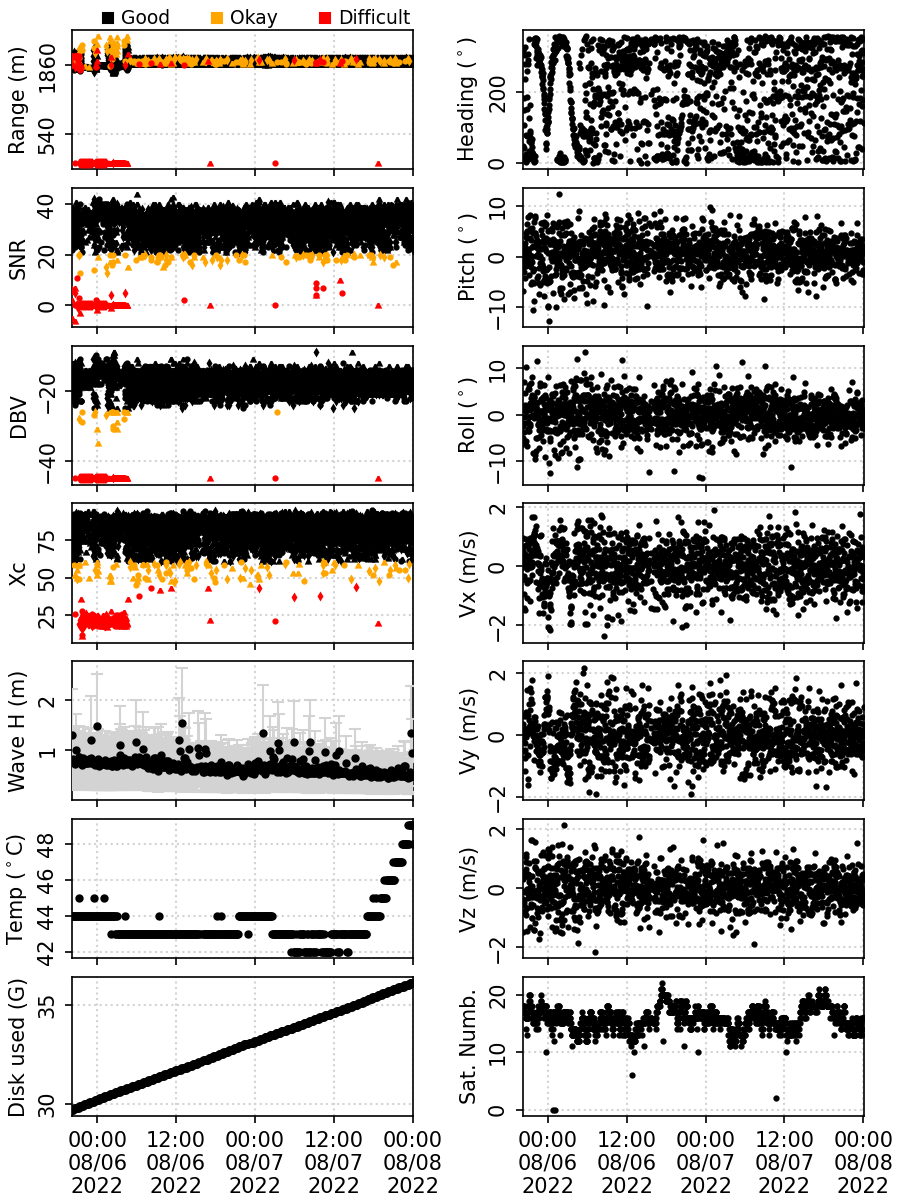 Good Okay Difficult
Range (m)
1860
540
Heading (°)
200
0
SNR
40
20
0
Pitch (°)
10
0
−10
DBV
−20
−40
Roll (°)
10
0
−10
Xc
75
50
25
Vx (m/s)
2
0
−2
Wave H (m)
2
1
Vy (m/s)
2
0
−2
Temp (°C)
48
46
44
42
Vz (m/s)
2
0
−2
Disk used (G)
35
30
Sat. Numb.
20
10
0
00:00 12:00 00:00 12:00 00:00
08/06 08/06 08/07 08/07 08/08
2022 2022 2022 2022 2022
00:00 12:00 00:00 12:00 00:00
08/06 08/06 08/07 08/07 08/08
2022 2022 2022 2022 2022